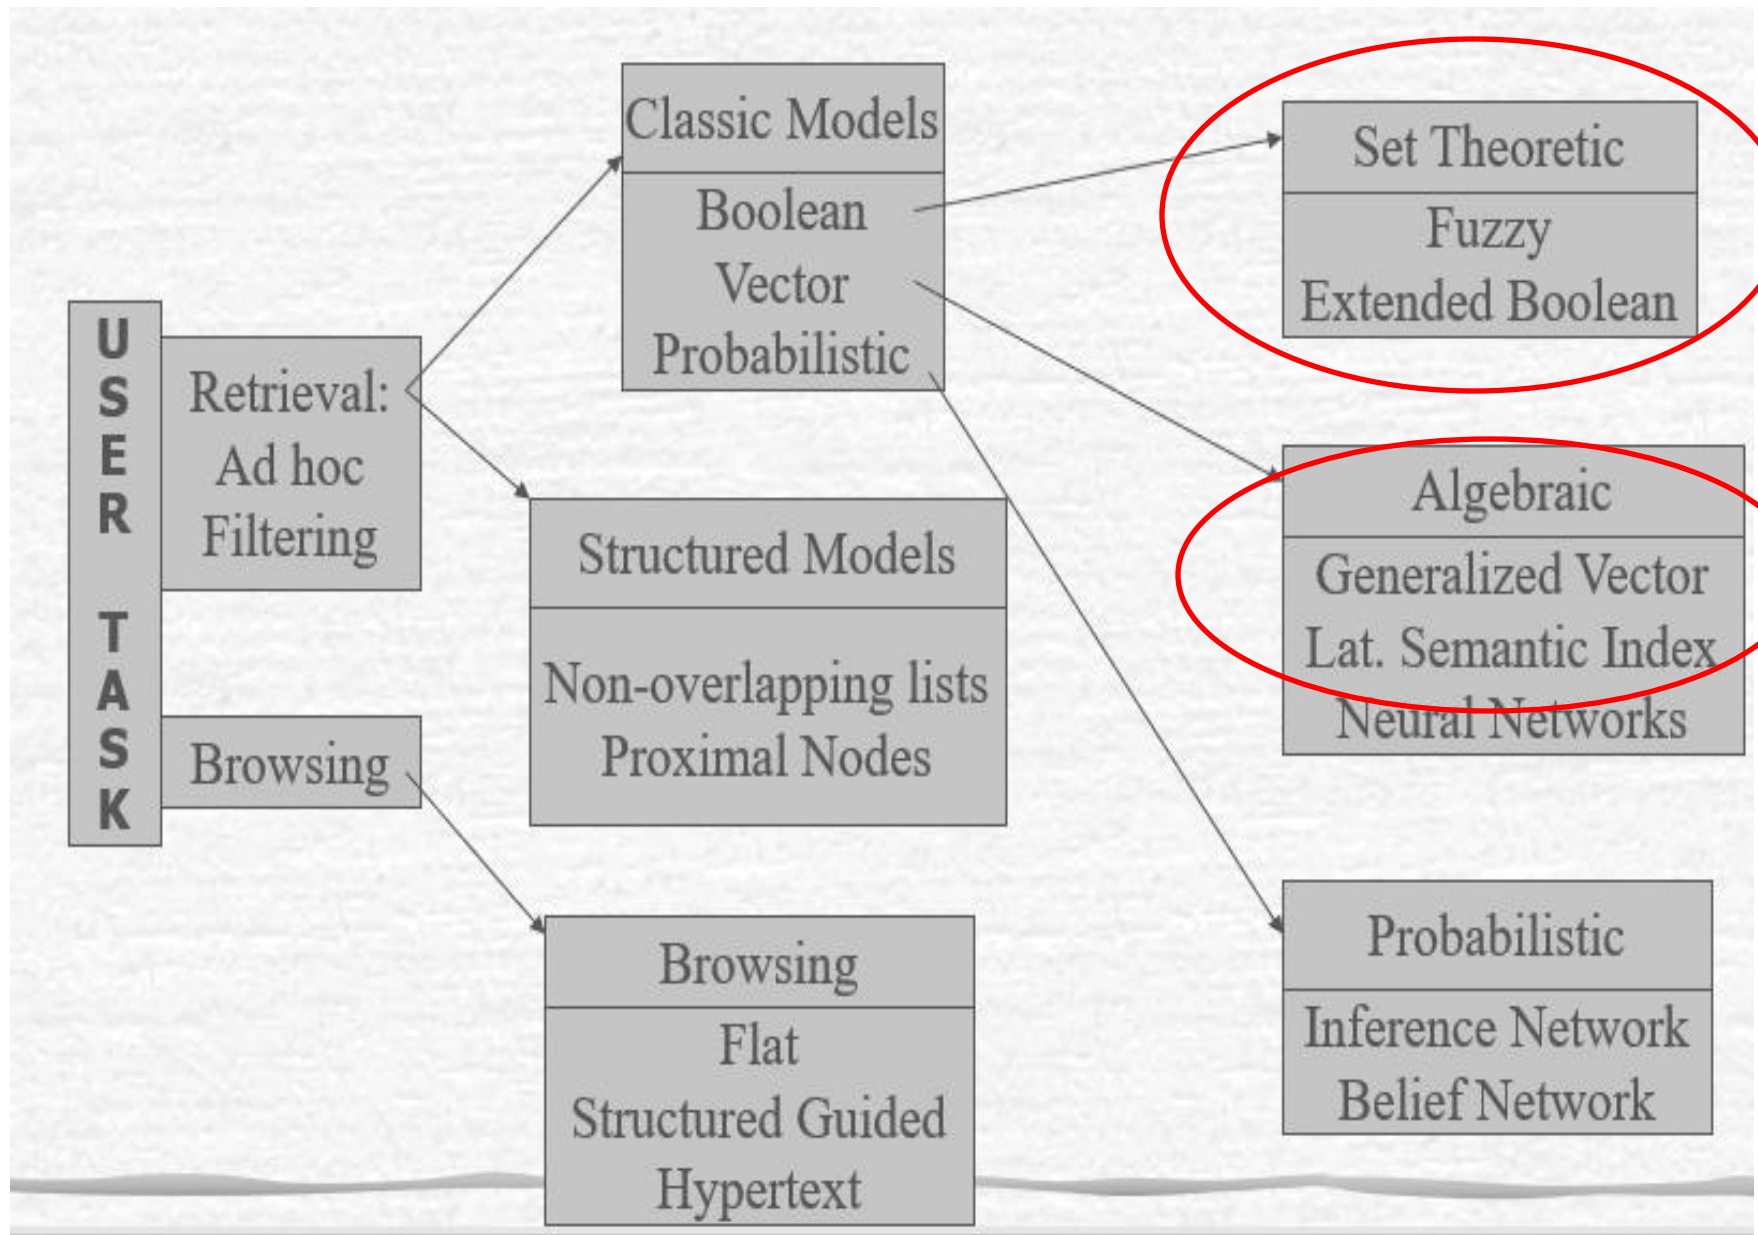 USER TASK
Retrieval:
Ad hoc
Filtering
Browsing
Classic Models
Boolean
Vector
Probabilistic
Structured Models
Non-overlapping lists
Proximal Nodes
Browsing
Flat
Structured Guided
Hypertext
Set Theoretic
Fuzzy
Extended Boolean
Algebraic
Generalized Vector
Lat. Semantic Index
Neural Networks
Probabilistic
Inference Network
Belief Network